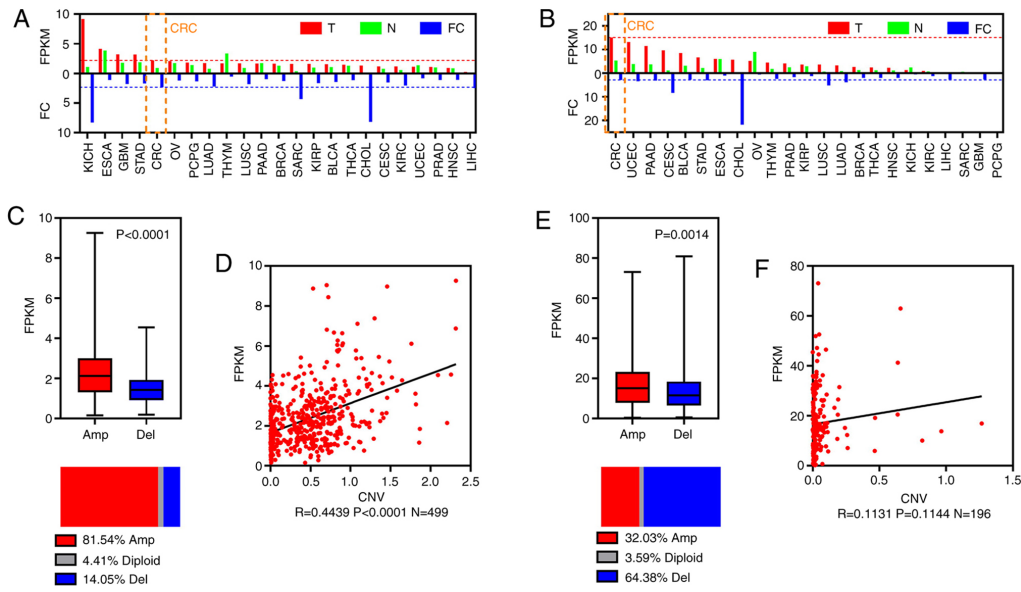 A
CRC
T
N
FC
FPKM
FC
10
5
0
5
10
KICH
ESCA
GBM
STAD
CRC
OV
PCPG
LUAD
THYM
LUSC
PAAD
BRCA
SARC
KIRP
BLCA
THCA
CHOL
CESC
KIRC
UCEC
PRAD
HNSC
LIHC
B
CRC
T
N
FC
FPKM
FC
20
10
0
10
20
CRC
UCEC
PAAD
CESC
BLCA
STAD
ESCA
CHOL
OV
THYM
PRAD
KIRP
LUSC
LUAD
BRCA
THCA
HNSC
KICH
KIRC
LIHC
SARC
GBM
PCPG
C
P<0.0001
FPKM
10
8
6
4
2
0
Amp
Del
81.54% Amp
4.41% Diploid
14.05% Del
D
FPKM
10
8
6
4
2
0
0.0 0.5 1.0 1.5 2.0 2.5
CNV
R=0.4439 P<0.0001 N=499
E
P=0.0014
FPKM
100
80
60
40
20
0
Amp
Del
32.03% Amp
3.59% Diploid
64.38% Del
F
FPKM
80
60
40
20
0
0.0 0.5 1.0 1.5
CNV
R=0.1131 P=0.1144 N=196